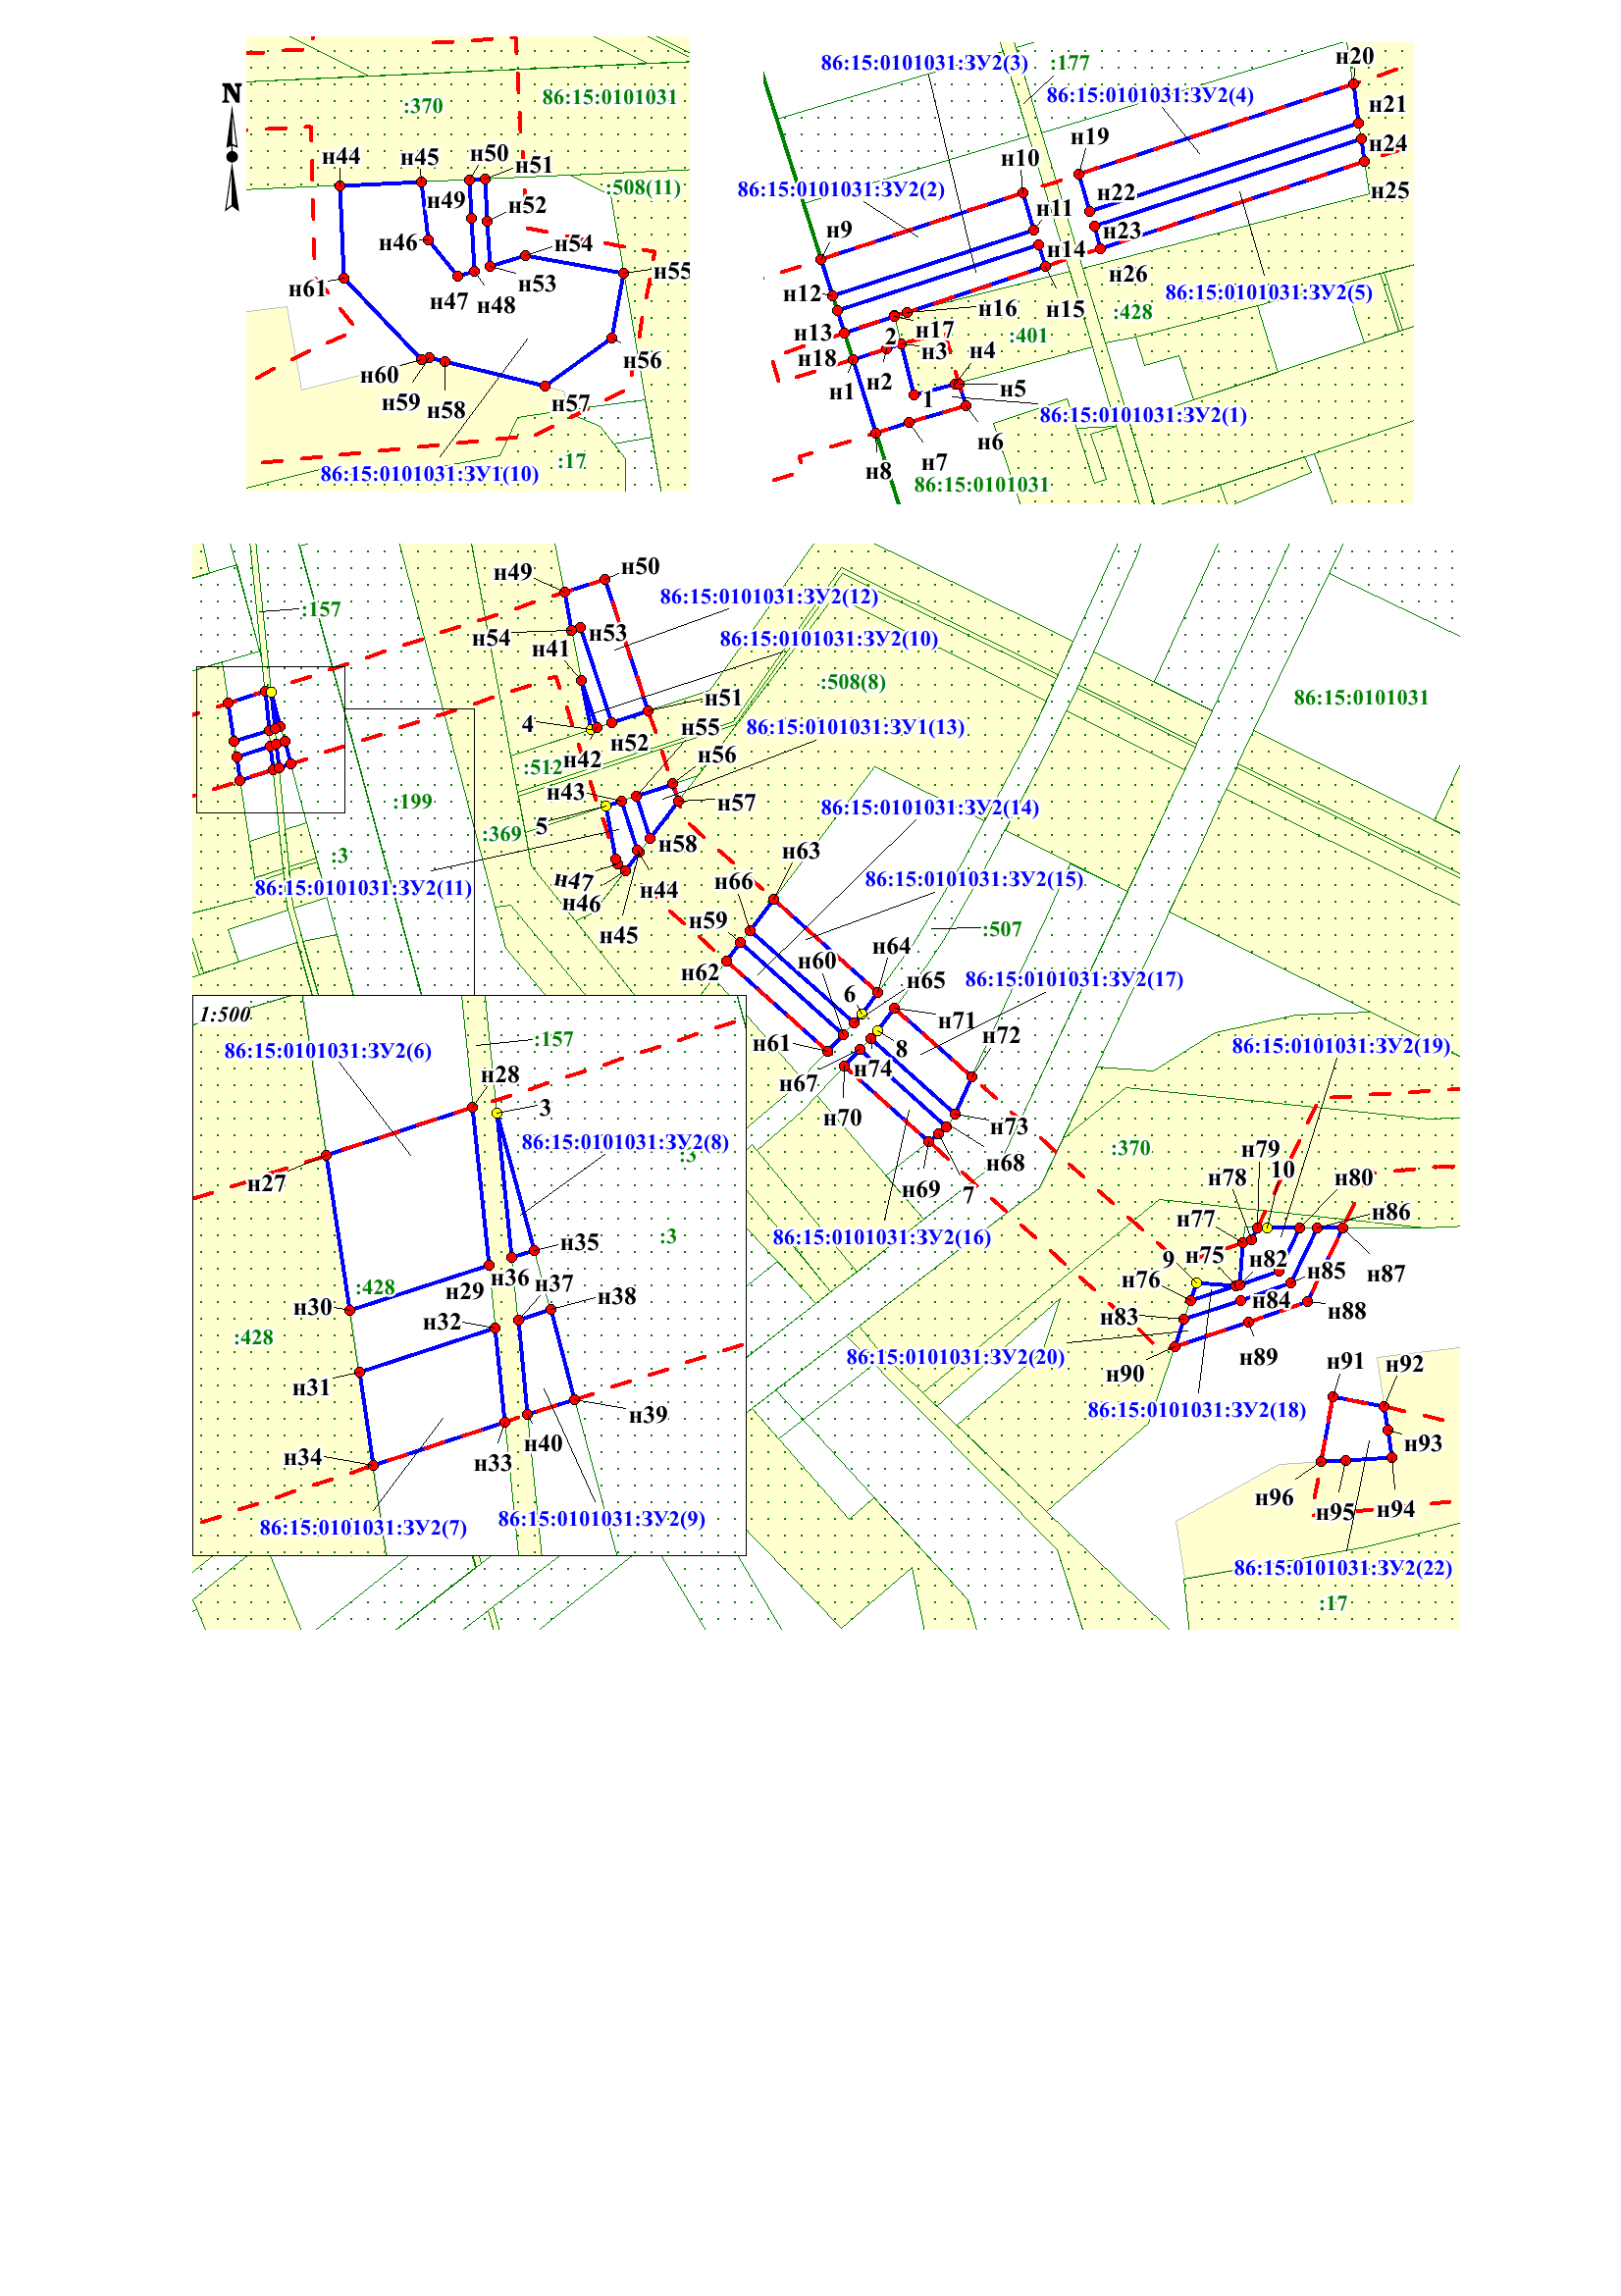 N
:370
86:15:0101031
н44
н45
н50
н51
:508(11)
н49
н52
н46
н54
н55
н61
н47
н48
н53
н56
н60
н59
н58
н57
86:15:0101031:ЗУ1(10)
:17
86:15:0101031:ЗУ2(3)
:177
н20
86:15:0101031:ЗУ2(4)
н21
н19
н24
н10
86:15:0101031:ЗУ2(2)
н25
н9
н11
н22
н23
н14
н26
н12
86:15:0101031:ЗУ2(5)
н16
н15
:428
н13
н17
:401
н18
2
н3
н4
н1
н2
н5
1
86:15:0101031:ЗУ2(1)
н6
н8
н7
86:15:0101031
н49
н50
86:15:0101031:ЗУ2(12)
:157
н54
н53
86:15:0101031:ЗУ2(10)
н41
:508(8)
86:15:0101031
н51
4
н55
86:15:0101031:ЗУ1(13)
н52
н42
н56
:512
н43
:199
н57
86:15:0101031:ЗУ2(14)
:369
5
н58
:3
н63
86:15:0101031:ЗУ2(11)
н47
н44
н66
86:15:0101031:ЗУ2(15)
н46
н59
:507
н45
н60
н64
н62
н65
86:15:0101031:ЗУ2(17)
6
1:500
н71
86:15:0101031:ЗУ2(6)
:157
н61
н72
86:15:0101031:ЗУ2(19)
8
н28
н74
н67
3
н70
н73
86:15:0101031:ЗУ2(8)
:370
н79
:3
н68
10
н27
н78
н80
н69
7
н86
н77
86:15:0101031:ЗУ2(16)
:3
н35
9
н75
н82
н36
н85
н87
н76
н29
н37
:428
н38
н84
н30
н88
н32
н83
:428
86:15:0101031:ЗУ2(20)
н89
н90
н91
н92
н31
86:15:0101031:ЗУ2(18)
н39
н40
н93
н34
н33
н96
н95
н94
86:15:0101031:ЗУ2(9)
86:15:0101031:ЗУ2(7)
86:15:0101031:ЗУ2(22)
:17